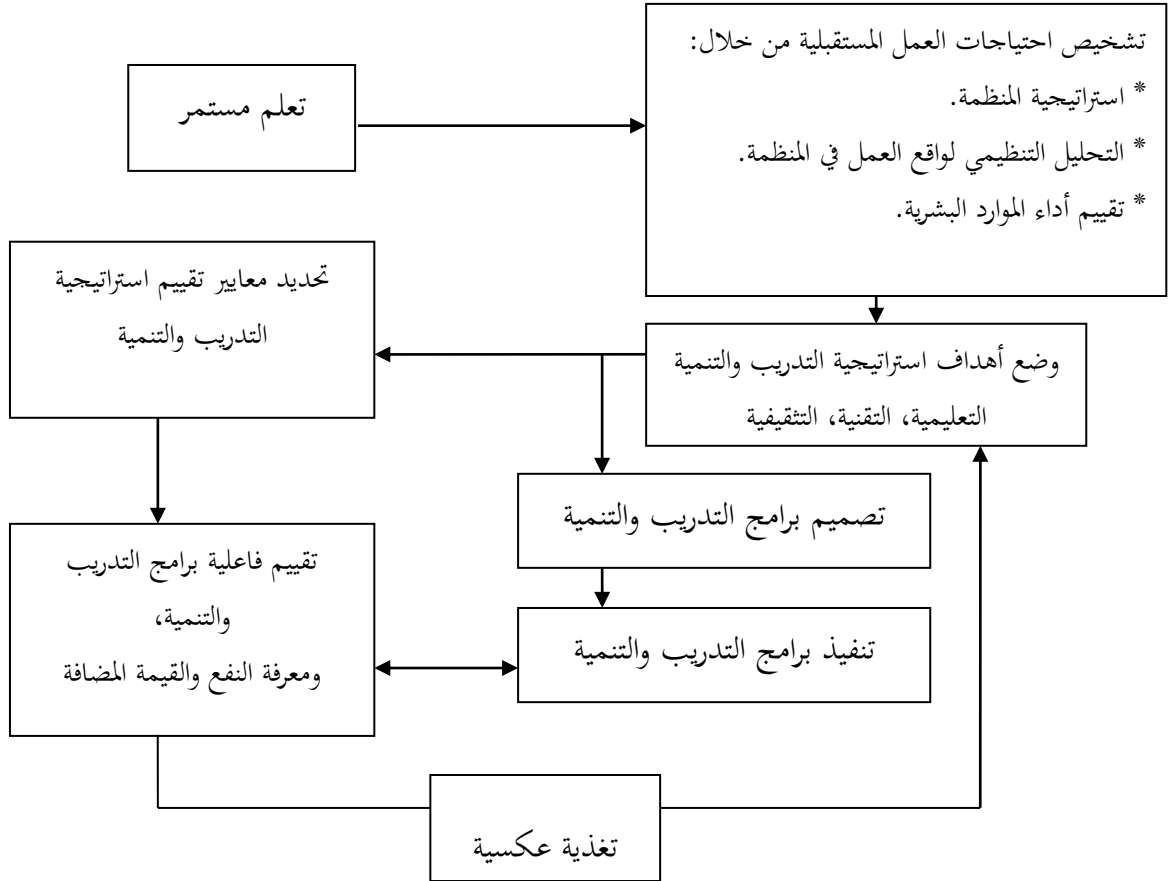 تشخيص احتياجات العمل المستقبلية من خلال:
* استراتيجية المنظمة.
* التحليل التنظيمي لواقع العمل في المنظمة.
* تقييم أداء الموارد البشرية.
تعلم مستمر
وضع أهداف استراتيجية التدريب والتنمية
التعليمية، التقنية، التثقيفية
تحديد معايير تقييم استراتيجية
التدريب والتنمية
تصميم برامج التدريب والتنمية
تنفيذ برامج التدريب والتنمية
تقييم فاعلية برامج التدريب
والتنمية،
ومعرفة النفع والقيمة المضافة
تغذية عكسية